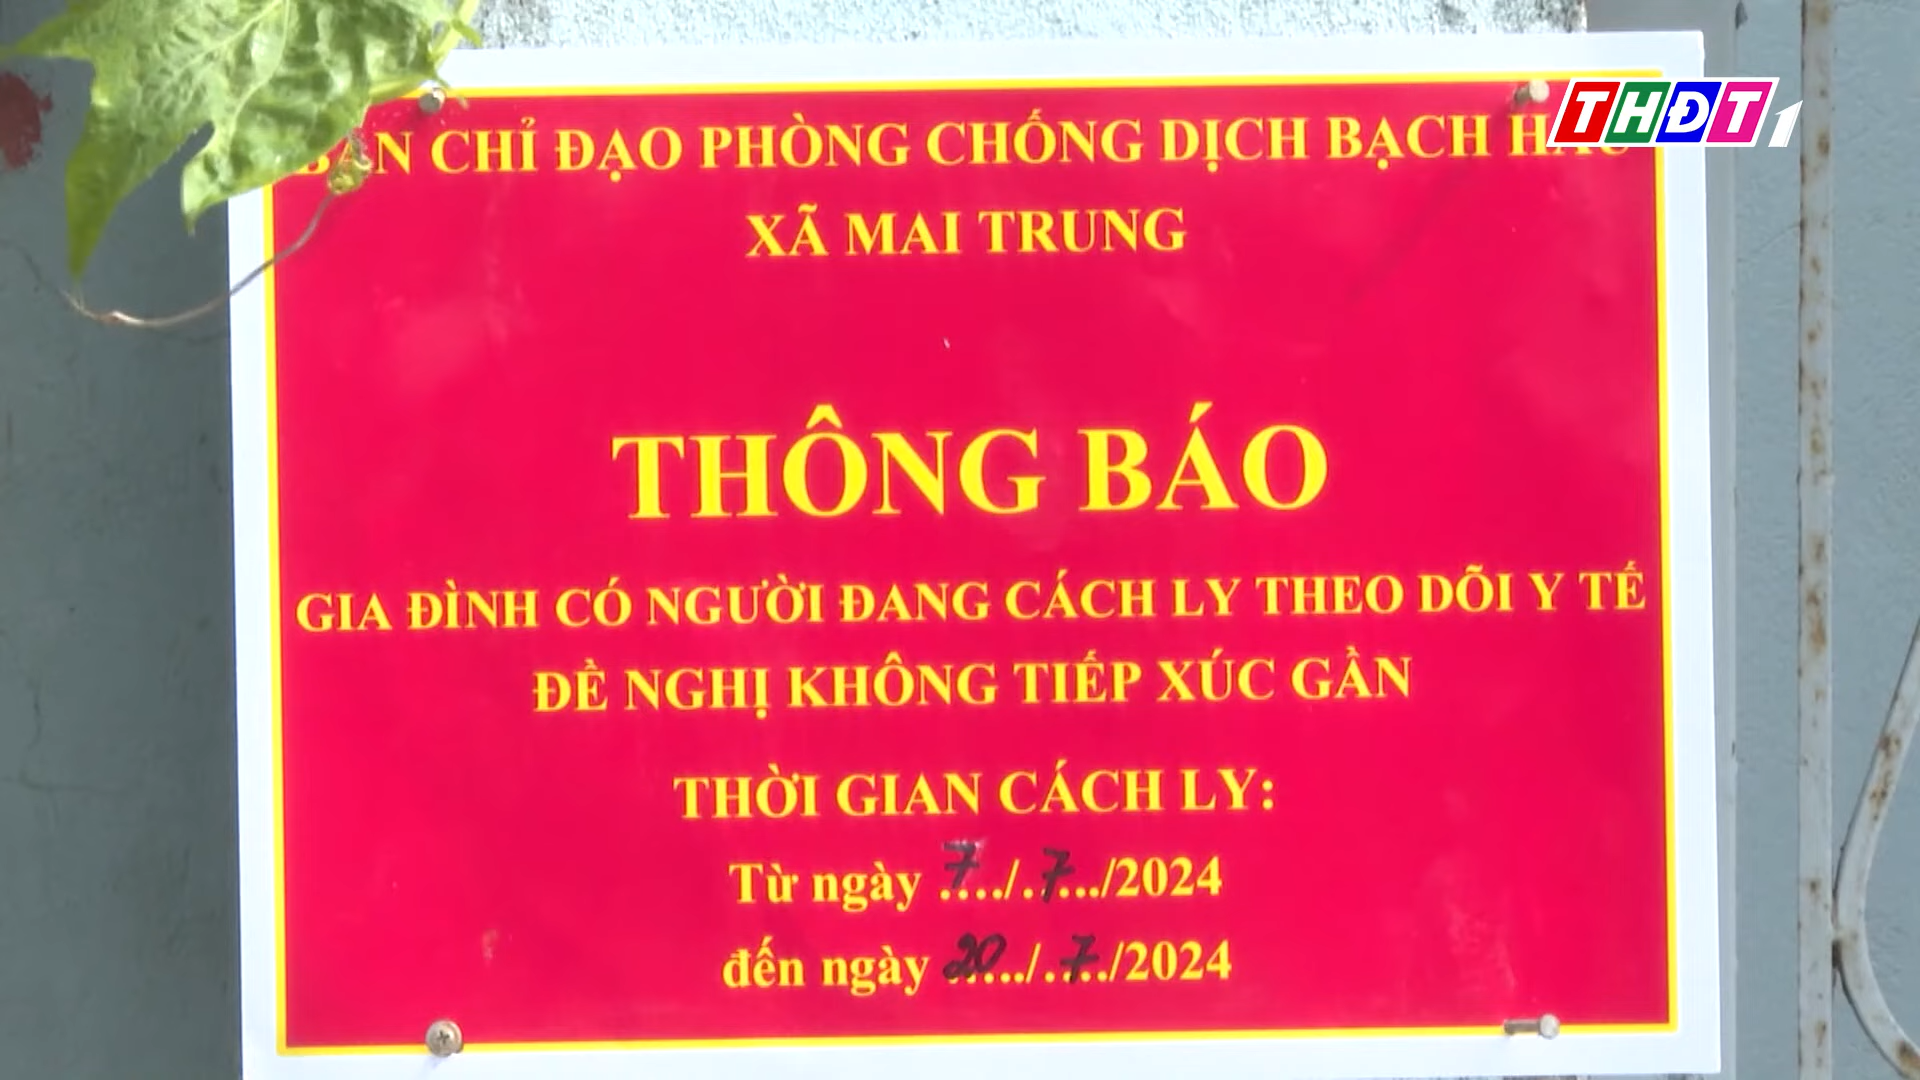 THĐT1
BAN CHỈ ĐẠO PHÒNG CHỐNG DỊCH BẠCH HẦU
XÃ MAI TRUNG
THÔNG BÁO
GIA ĐÌNH CÓ NGƯỜI ĐANG CÁCH LY THEO DÕI Y TẾ
ĐỀ NGHỊ KHÔNG TIẾP XÚC GẦN
THỜI GIAN CÁCH LY:
Từ ngày 7/7/2024
đến ngày 20/7/2024